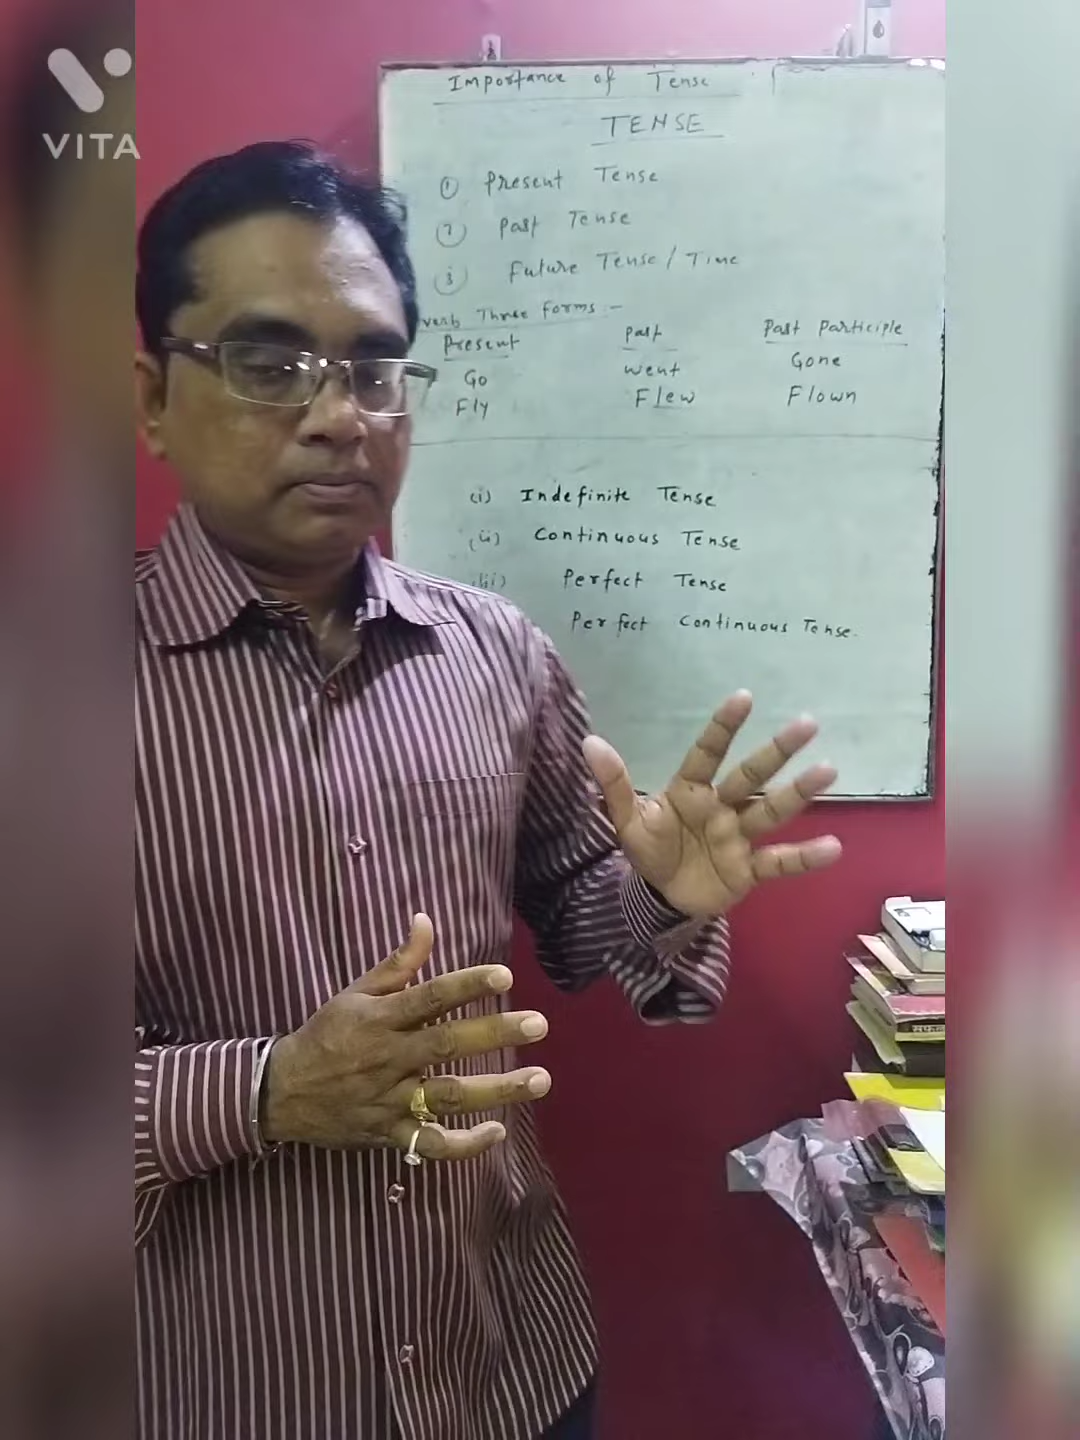 VITA
Importance of Tense
TENSE
① Present Tense
② Past Tense
③ Future Tense / Time
verb Three forms :-
Present Past Past Participle
Go went Gone
Fly Flew Flown
(i) Indefinite Tense
(ii) Continuous Tense
(iii) Perfect Tense
Perfect Continuous Tense.